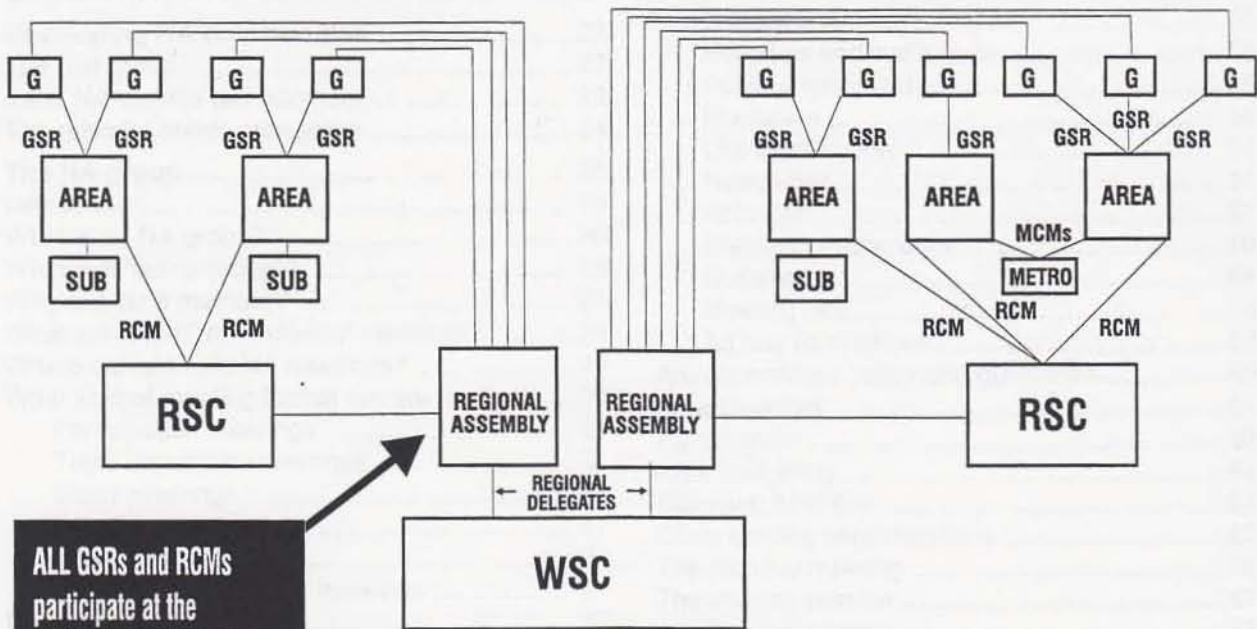 G G G G
G G G G G G
GSR GSR GSR GSR
GSR GSR GSR GSR GSR GSR
AREA AREA
AREA AREA AREA
MCMs
SUB SUB
SUB METRO
RCM RCM
RCM RCM RCM
RSC
REGIONAL
ASSEMBLY
REGIONAL
ASSEMBLY
RSC
REGIONAL
DELEGATES
WSC
ALL GSRs and RCMs
participate at the